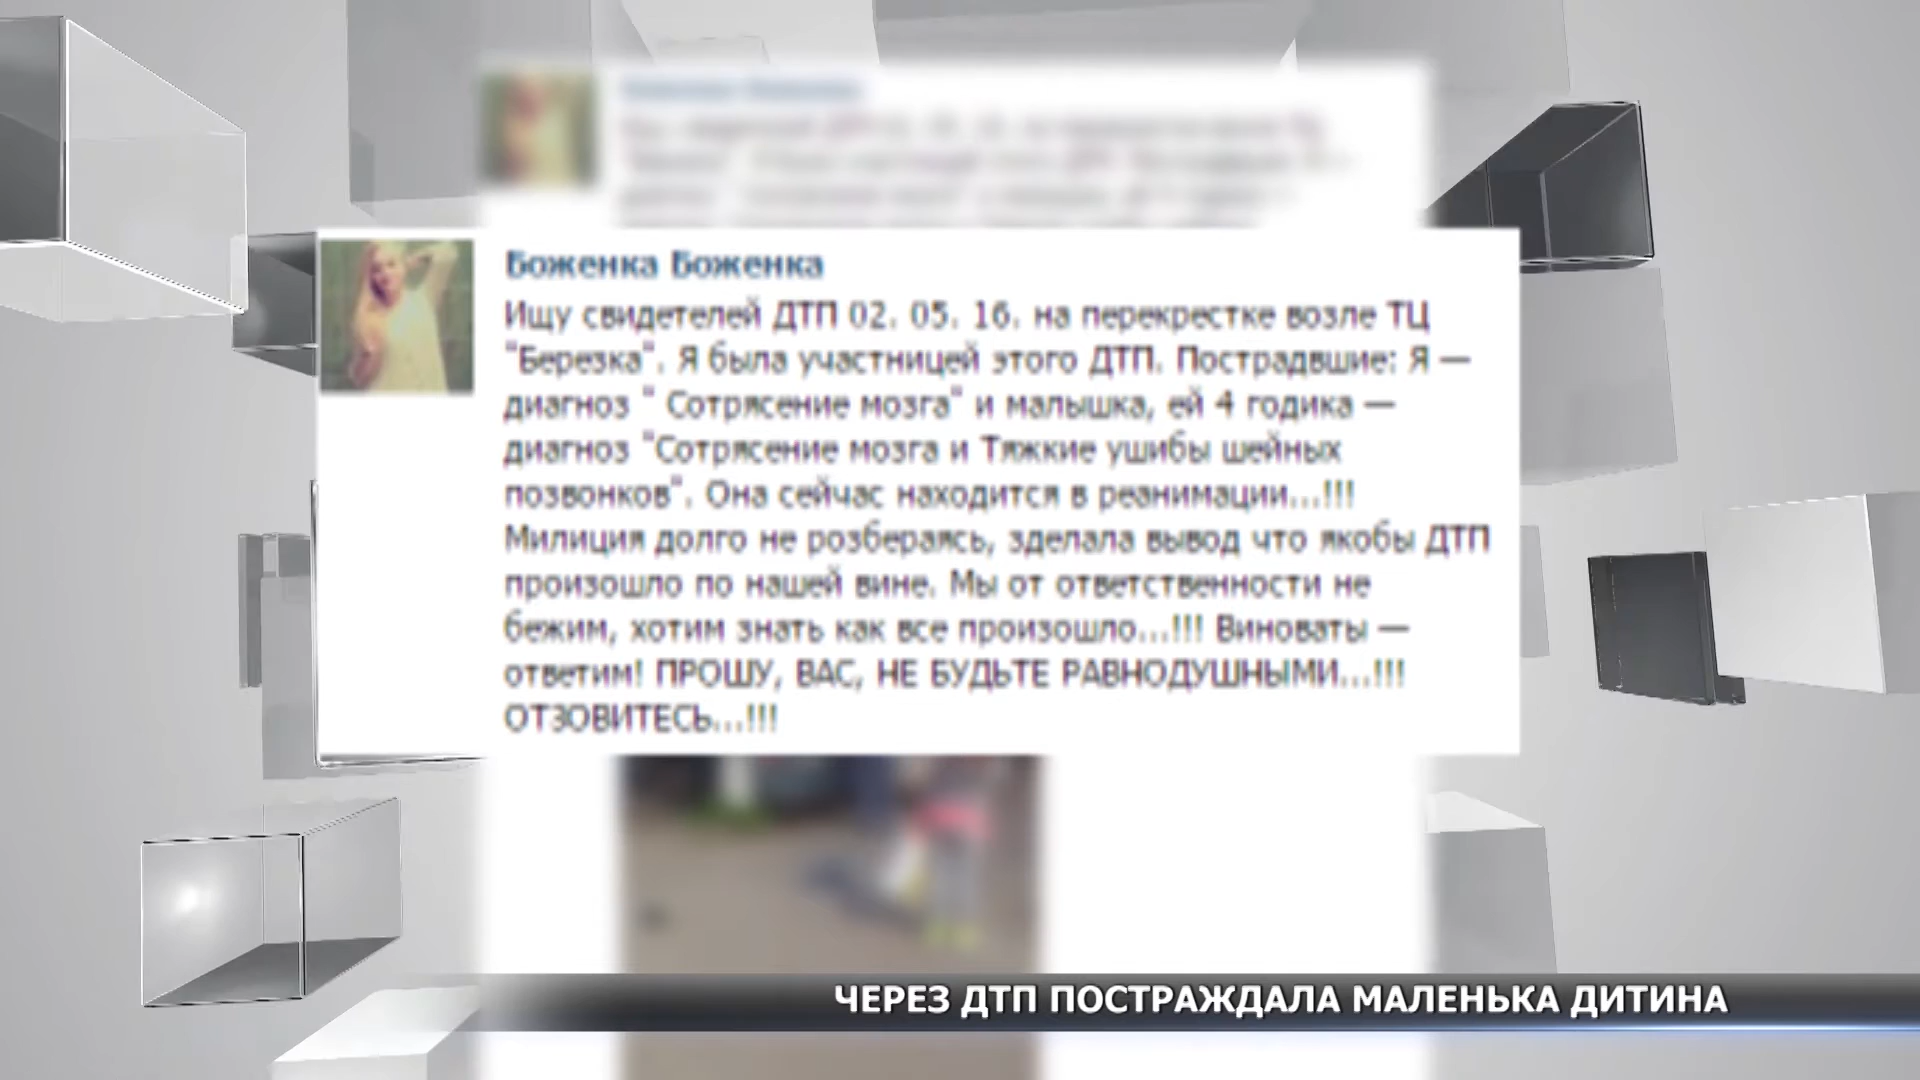 Боженка Боженка
Ищу свидетелей ДТП 02. 05. 16. на перекрестке возле ТЦ
"Березка". Я была участницей этого ДТП. Пострадвшие: Я —
диагноз " Сотрясение мозга" и малышка, ей 4 годика —
диагноз "Сотрясение мозга и Тяжкие ушибы шейных
позвонков". Она сейчас находится в реанимации...!!!
Милиция долго не розбераясь, зделала вывод что якобы ДТП
произошло по нашей вине. Мы от ответственности не
бежим, хотим знать как все произошло...!!! Виноваты —
ответим! ПРОШУ, ВАС, НЕ БУДЬТЕ РАВНОДУШНЫМИ...!!!
ОТЗОВИТЕСЬ...!!!
ЧЕРЕЗ ДТП ПОСТРАЖДАЛА МАЛЕНЬКА ДИТИНА